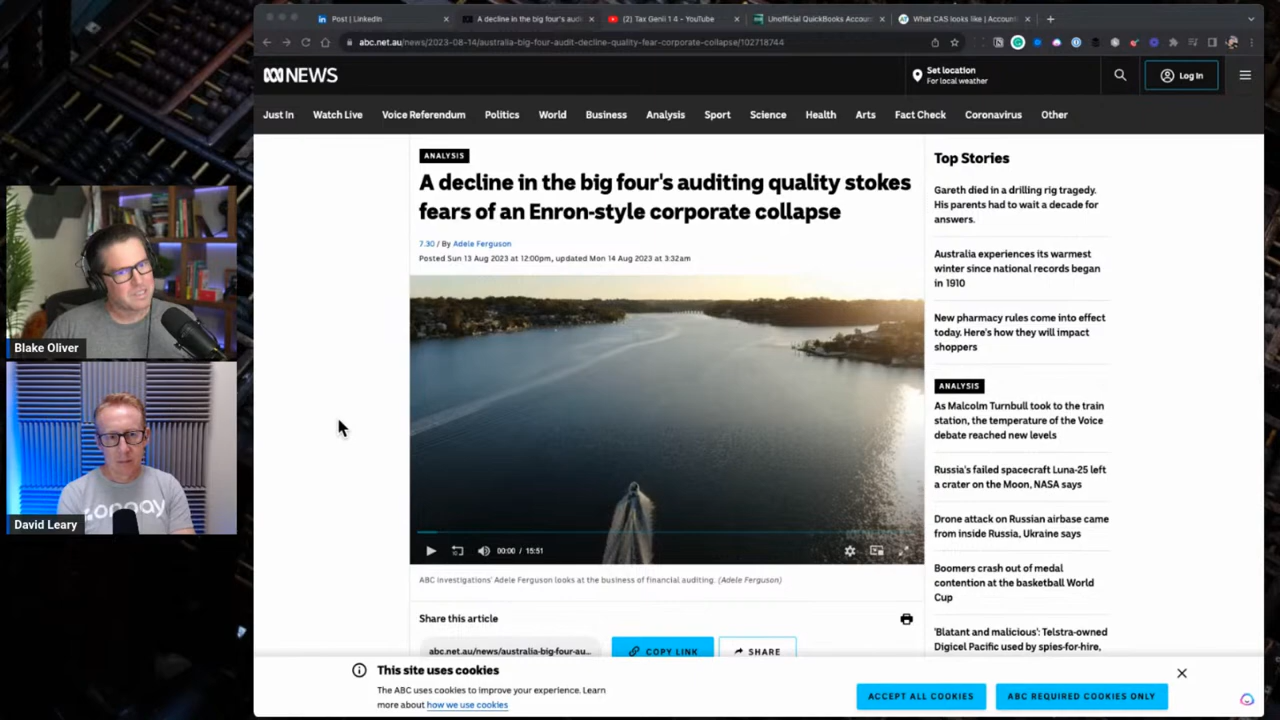 Post | LinkedIn
A decline in the big four's audi
(2) Tax Genii 1 4 - YouTube
Unofficial QuickBooks Accoun
What CAS looks like | Account
abc.net.au/news/2023-08-14/australia-big-four-audit-decline-quality-fear-corporate-collapse/102718744
NEWS
Set location
For local weather
Log In
Just In
Watch Live
Voice Referendum
Politics
World
Business
Analysis
Sport
Science
Health
Arts
Fact Check
Coronavirus
Other
ANALYSIS
A decline in the big four's auditing quality stokes
fears of an Enron-style corporate collapse
7.30 / By Adele Ferguson
Posted Sun 13 Aug 2023 at 12:00pm, updated Mon 14 Aug 2023 at 3:32am
00:00 / 15:51
ABC investigations' Adele Ferguson looks at the business of financial auditing. (Adele Ferguson)
Share this article
abc.net.au/news/australia-big-four-au...
COPY LINK
SHARE
Top Stories
Gareth died in a drilling rig tragedy.
His parents had to wait a decade for
answers.
Australia experiences its warmest
winter since national records began
in 1910
New pharmacy rules come into effect
today. Here's how they will impact
shoppers
ANALYSIS
As Malcolm Turnbull took to the train
station, the temperature of the Voice
debate reached new levels
Russia's failed spacecraft Luna-25 left
a crater on the Moon, NASA says
Drone attack on Russian airbase came
from inside Russia, Ukraine says
Boomers crash out of medal
contention at the basketball World
Cup
'Blatant and malicious': Telstra-owned
Digicel Pacific used by spies-for-hire,
This site uses cookies
The ABC uses cookies to improve your experience. Learn
more about how we use cookies
ACCEPT ALL COOKIES
ABC REQUIRED COOKIES ONLY
Blake Oliver
onpay
David Leary